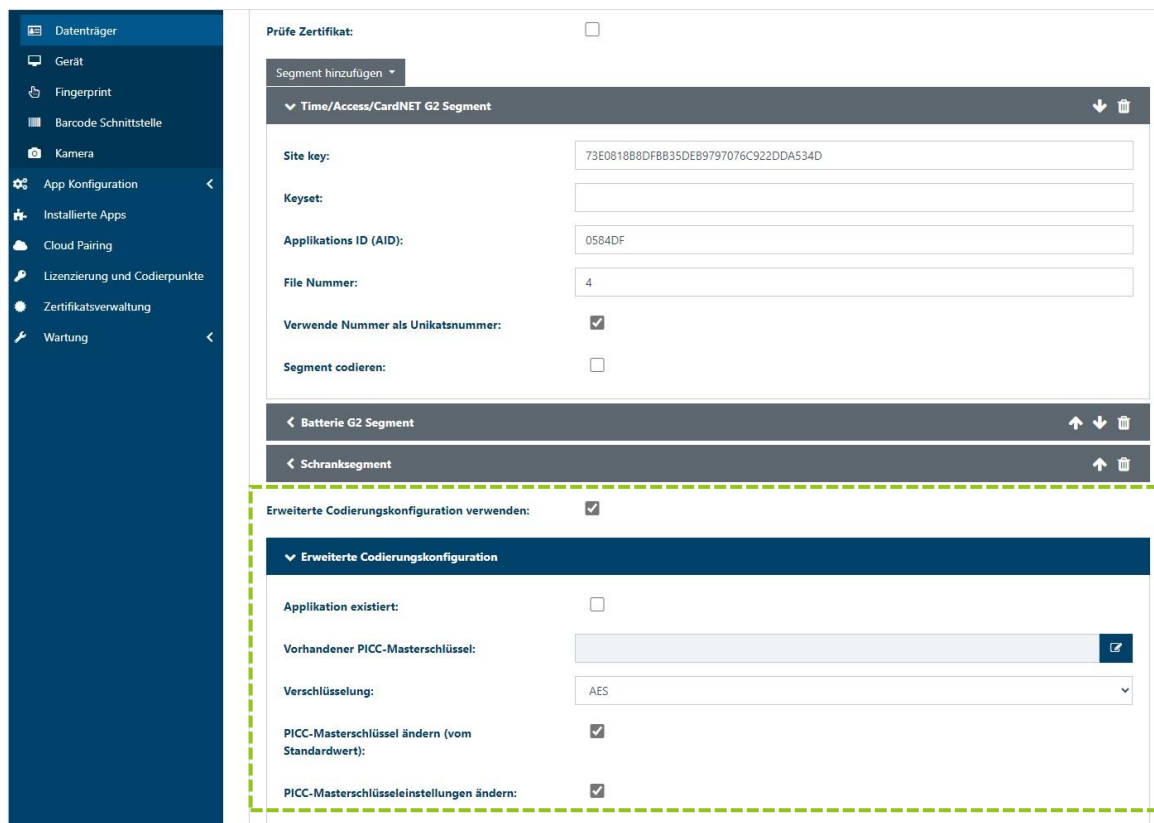 Datenträger
Gerät
Fingerprint
Barcode Schnittstelle
Kamera
App Konfiguration
Installierte Apps
Cloud Pairing
Lizenzierung und Codierpunkte
Zertifikatsverwaltung
Wartung
Prüfe Zertifikat:
Segment hinzufügen
Time/Access/CardNET G2 Segment
Site key:
73E0818B8DFBB35DEB9797076C922DDA534D
Keyset:
Applikations ID (AID):
0584DF
File Nummer:
4
Verwende Nummer als Unikatsnummer:
Segment codieren:
Batterie G2 Segment
Schranksegment
Erweiterte Codierungskonfiguration verwenden:
Erweiterte Codierungskonfiguration
Applikation existiert:
Vorhandener PICC-Masterschlüssel:
Verschlüsselung:
AES
PICC-Masterschlüssel ändern (vom
Standardwert):
PICC-Masterschlüsseleinstellungen ändern: